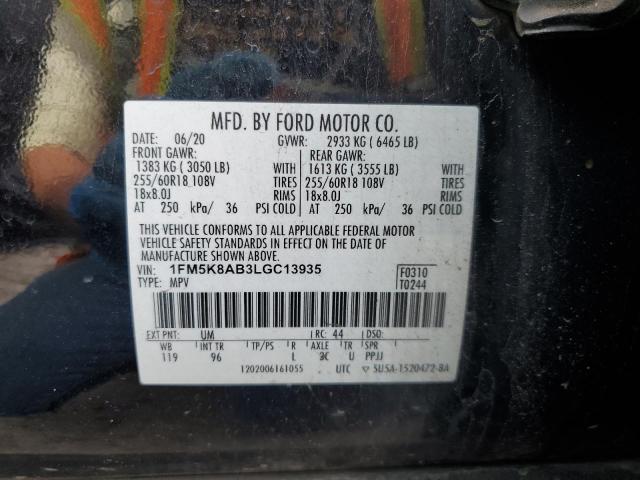 MFD. BY FORD MOTOR CO.
DATE: 06/20 GVWR: 2933 KG ( 6465 LB)
FRONT GAWR: REAR GAWR:
1383 KG ( 3050 LB) WITH 1613 KG ( 3555 LB) WITH
255/60R18 108V TIRES 255/60R18 108V TIRES
18x8.0J RIMS 18x8.0J RIMS
AT 250 kPa/ 36 PSI COLD AT 250 kPa/ 36 PSI COLD
THIS VEHICLE CONFORMS TO ALL APPLICABLE FEDERAL MOTOR
VEHICLE SAFETY STANDARDS IN EFFECT ON THE DATE OF
MANUFACTURE SHOWN ABOVE.
VIN: 1FM5K8AB3LGC13935 F0310
TYPE: MPV T0244
EXT PNT: UM RC: 44 DSO:
WB INT TR TP/PS R AXLE TR SPR
119 96 L U PPJJ
1202006161055 UTC ▽ 5U5A-1520472-BA